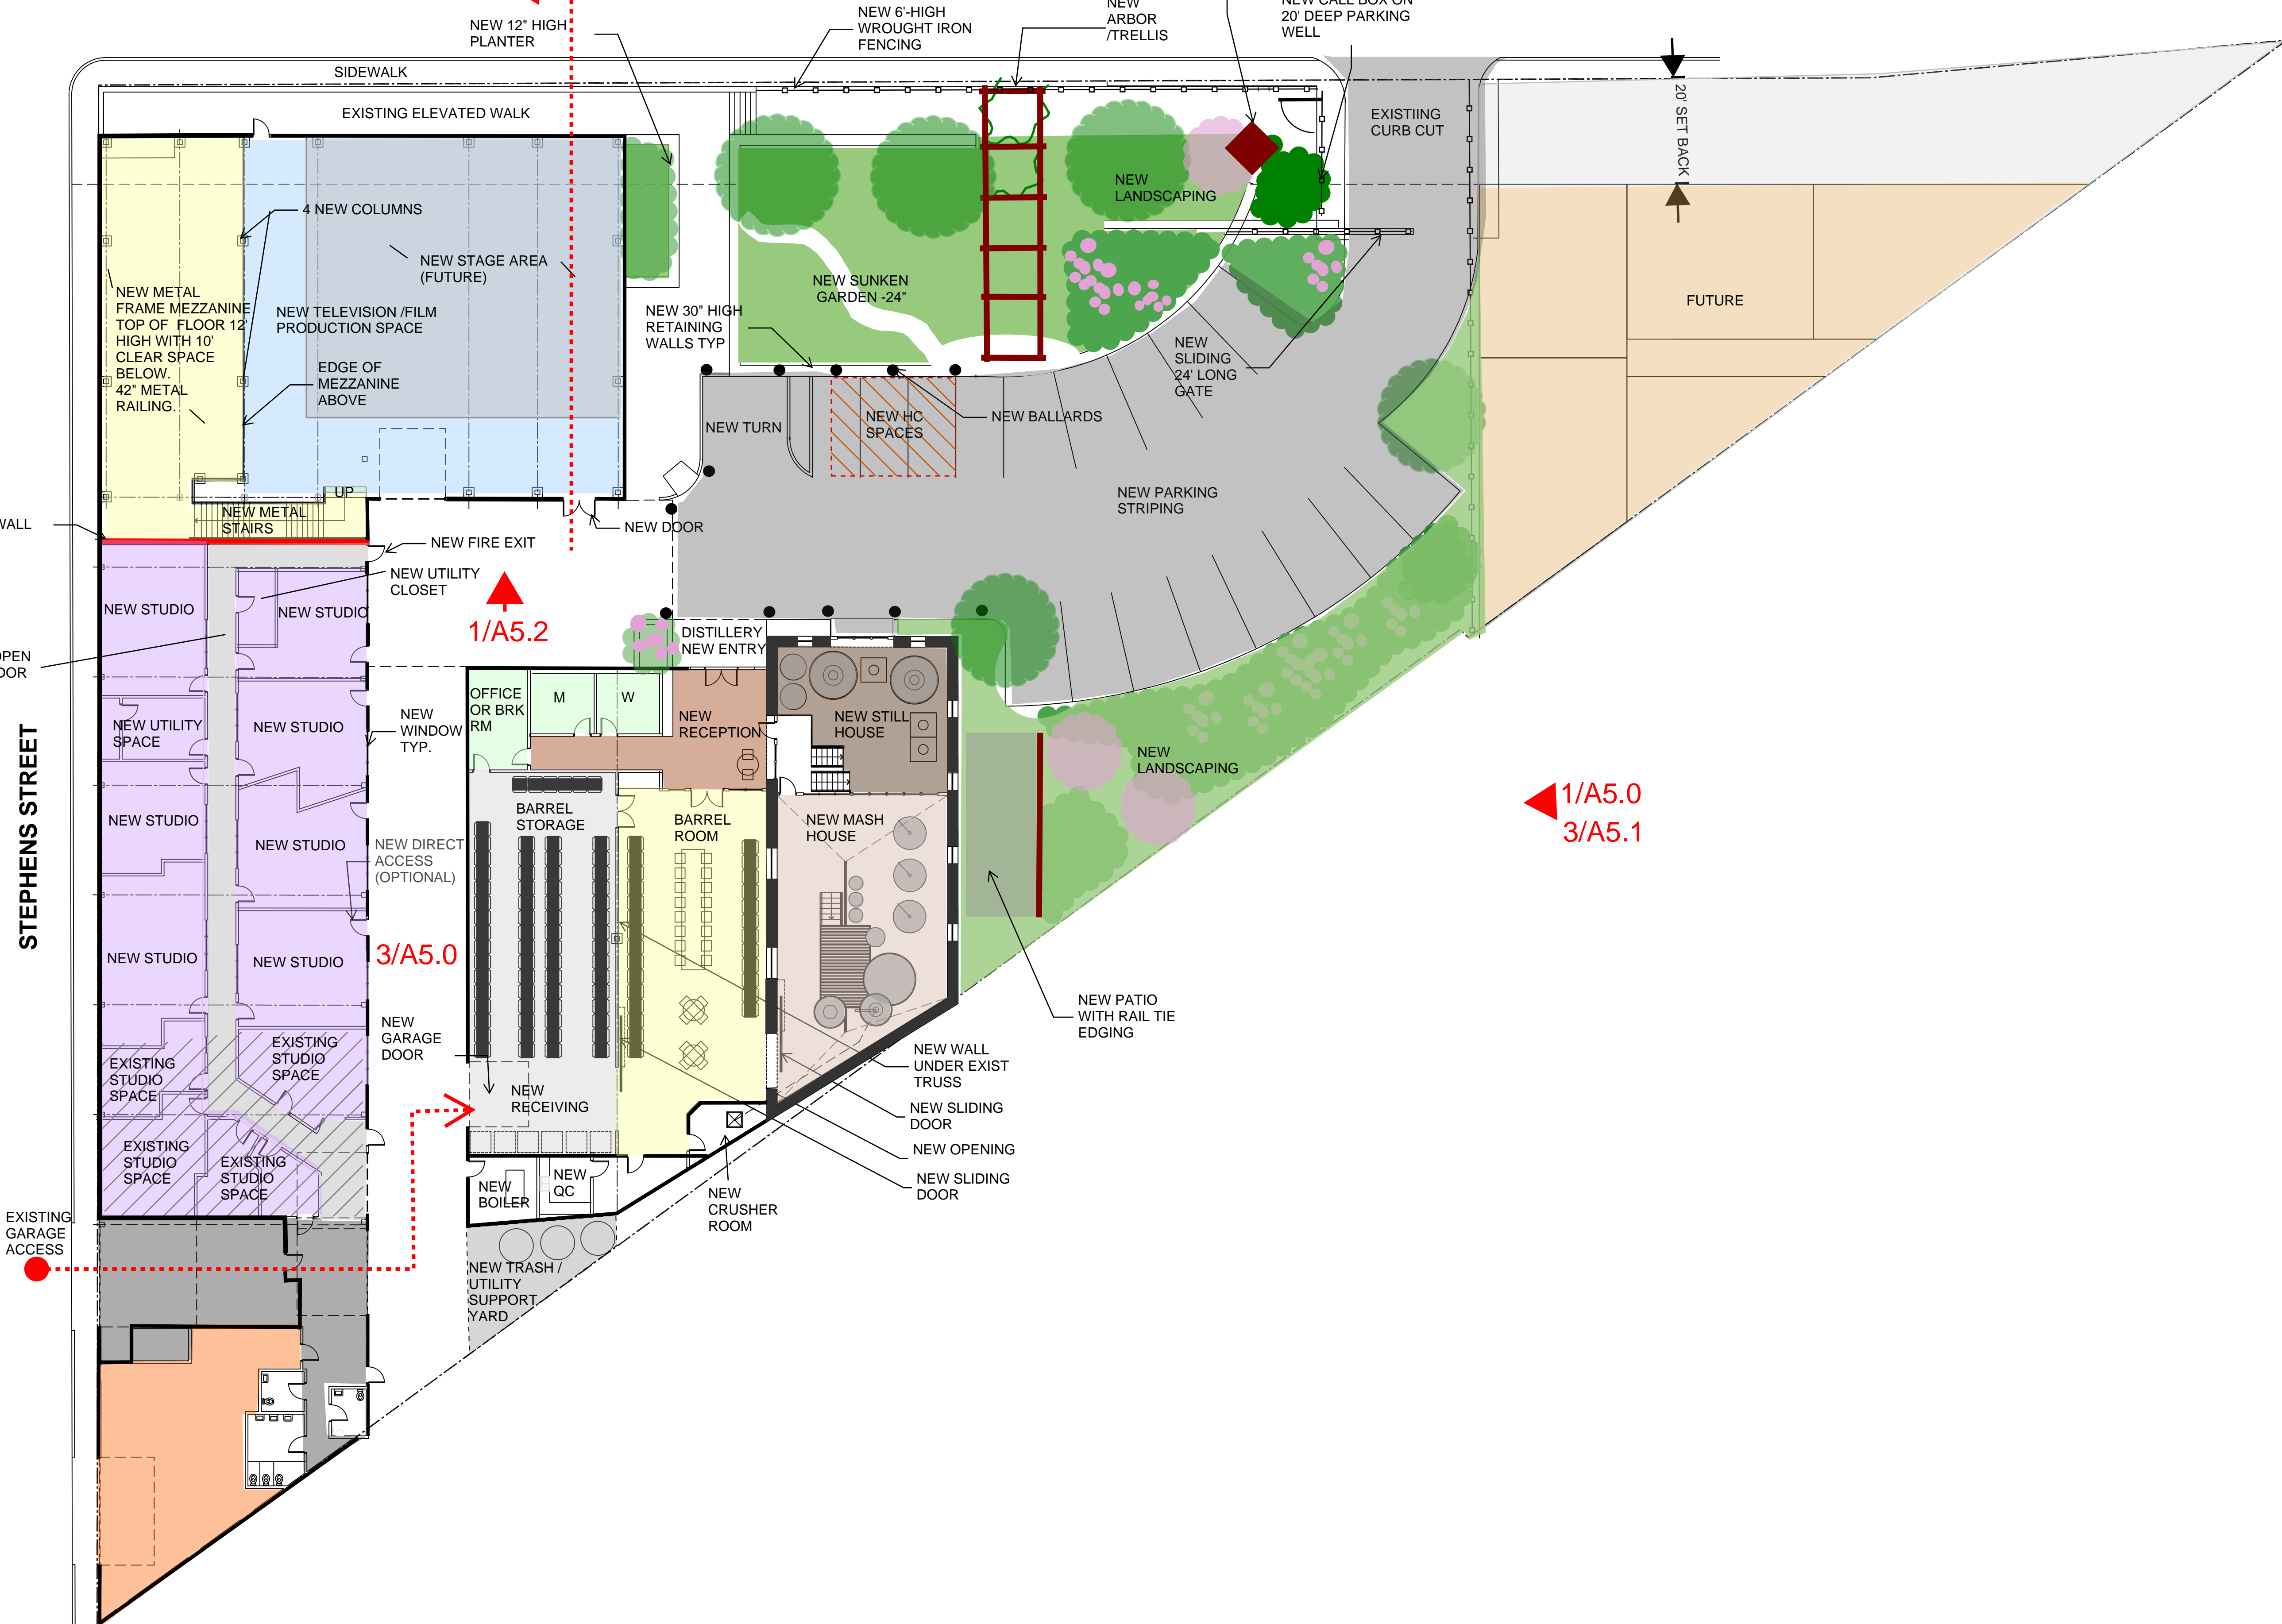 NEW 12" HIGH
PLANTER
NEW 6'-HIGH
WROUGHT IRON
FENCING
NEW
ARBOR
/TRELLIS
NEW CALL BOX ON
20' DEEP PARKING
WELL
SIDEWALK
EXISTING ELEVATED WALK
EXISTIING
CURB CUT
20' SET BACK
4 NEW COLUMNS
NEW STAGE AREA
(FUTURE)
NEW METAL
FRAME MEZZANINE
TOP OF FLOOR 12'
HIGH WITH 10'
CLEAR SPACE
BELOW.
42" METAL
RAILING.
NEW TELEVISION /FILM
PRODUCTION SPACE
EDGE OF
MEZZANINE
ABOVE
NEW
LANDSCAPING
NEW SUNKEN
GARDEN -24"
NEW 30" HIGH
RETAINING
WALLS TYP
NEW
SLIDING
24' LONG
GATE
FUTURE
NEW TURN
NEW HC
SPACES
NEW BALLARDS
NEW PARKING
STRIPING
UP
NEW METAL
STAIRS
WALL
NEW DOOR
NEW FIRE EXIT
NEW UTILITY
CLOSET
1/A5.2
NEW STUDIO
NEW STUDIO
OPEN
DISTILLERY
NEW ENTRY
OFFICE
OR BRK
RM
M
W
NEW
RECEPTION
NEW STILL
HOUSE
NEW UTILITY
SPACE
NEW STUDIO
NEW
WINDOW
TYP.
NEW
LANDSCAPING
1/A5.0
3/A5.1
STEPHENS STREET
BARREL
STORAGE
BARREL
ROOM
NEW MASH
HOUSE
NEW STUDIO
NEW STUDIO
NEW DIRECT
ACCESS
(OPTIONAL)
NEW STUDIO
NEW STUDIO
3/A5.0
NEW PATIO
WITH RAIL TIE
EDGING
NEW
GARAGE
DOOR
EXISTING
STUDIO
SPACE
EXISTING
STUDIO
SPACE
NEW
RECEIVING
NEW WALL
UNDER EXIST
TRUSS
NEW SLIDING
DOOR
NEW OPENING
NEW SLIDING
DOOR
EXISTING
STUDIO
SPACE
EXISTING
STUDIO
SPACE
NEW
BOILER
NEW
QC
NEW
CRUSHER
ROOM
EXISTING
GARAGE
ACCESS
NEW TRASH /
UTILITY
SUPPORT
YARD